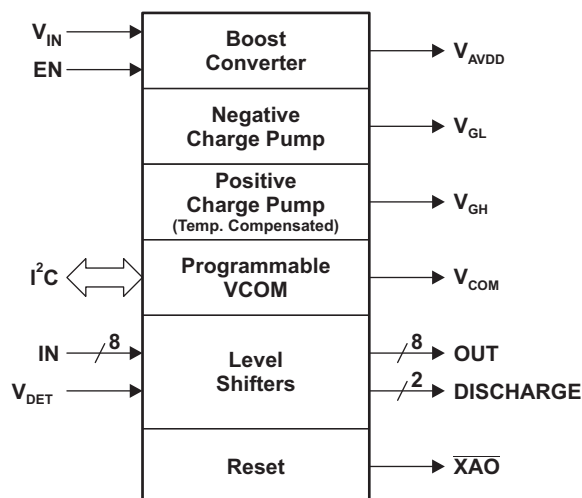 V_IN
EN
Boost
Converter
V_AVDD
Negative
Charge Pump
V_GL
Positive
Charge Pump
(Temp. Compensated)
V_GH
I²C
Programmable
VCOM
V_COM
IN
8
V_DET
Level
Shifters
8
OUT
2
DISCHARGE
Reset
X̅A̅O̅